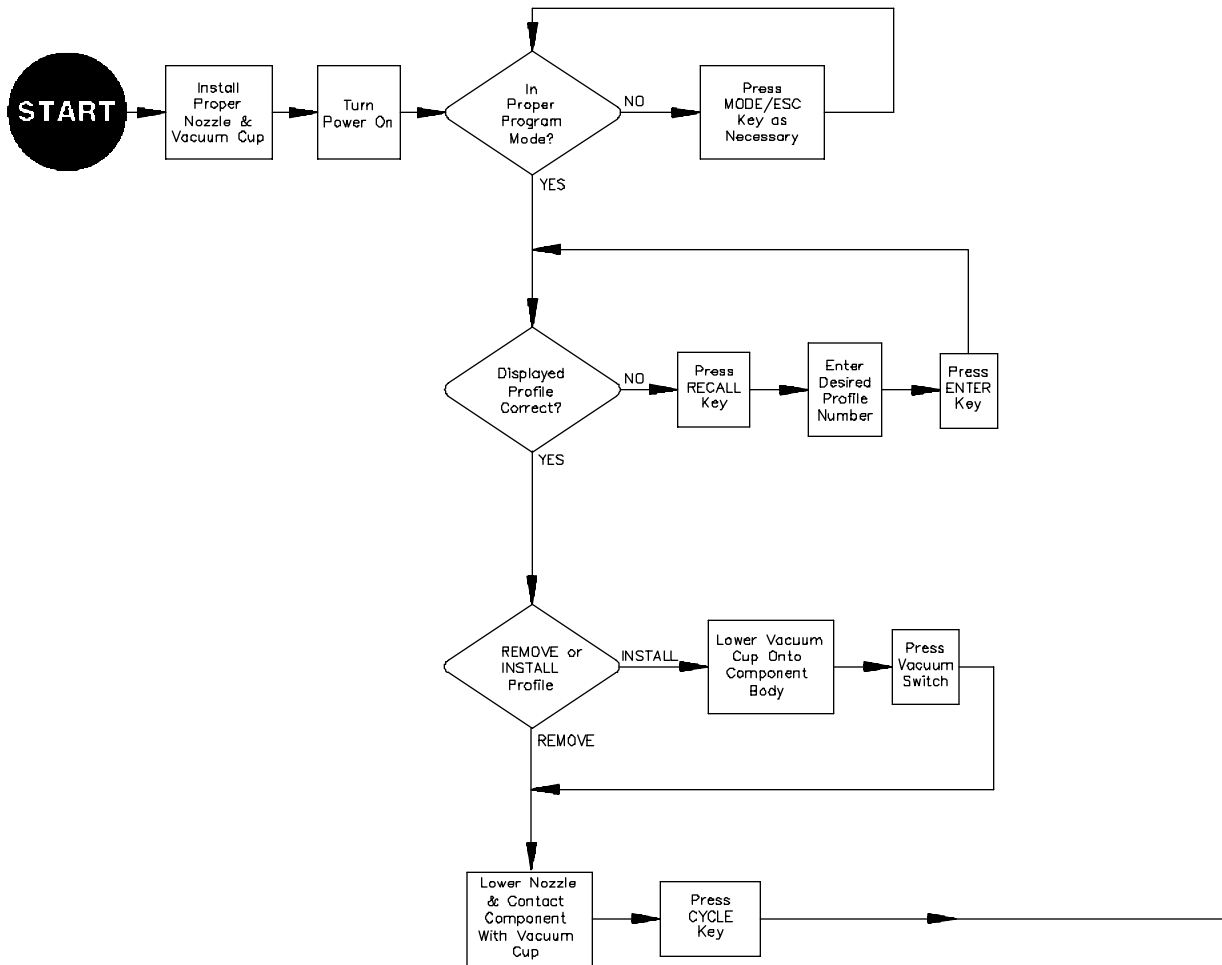 START
Install
Proper
Nozzle &
Vacuum Cup
Turn
Power On
In
Proper
Program
Mode?
NO
Press
MODE/ESC
Key as
Necessary
YES
Displayed
Profile
Correct?
NO
Press
RECALL
Key
Enter
Desired
Profile
Number
Press
ENTER
Key
YES
REMOVE or
INSTALL
Profile
INSTALL
Lower Vacuum
Cup Onto
Component
Body
Press
Vacuum
Switch
REMOVE
Lower Nozzle
& Contact
Component
With Vacuum
Cup
Press
CYCLE
Key